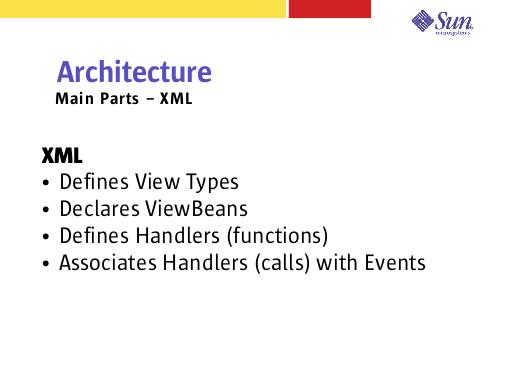 Sun
microsystems
Architecture
Main Parts – XML
XML
• Defines View Types
• Declares ViewBeans
• Defines Handlers (functions)
• Associates Handlers (calls) with Events